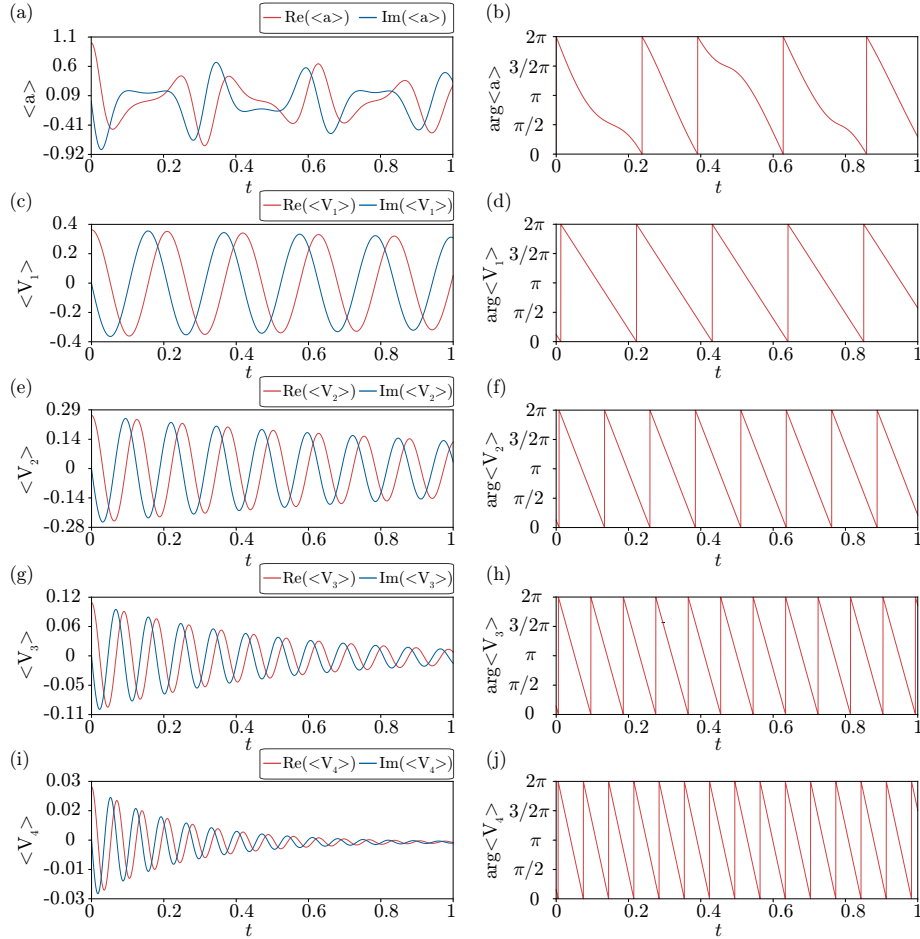 (a)
Re(<a>) Im(<a>)
1.1
0.6
0.09
-0.41
-0.92
<a>
0 0.2 0.4 0.6 0.8 1
t
(b)
2π
3/2π
π
π/2
0
arg<a>
0 0.2 0.4 0.6 0.8 1
t
(c)
Re(<V₁>) Im(<V₁>)
0.4
0.2
0
-0.2
-0.4
<V₁>
0 0.2 0.4 0.6 0.8 1
t
(d)
2π
3/2π
π
π/2
0
arg<V₁>
0 0.2 0.4 0.6 0.8 1
t
(e)
Re(<V₂>) Im(<V₂>)
0.29
0.14
0
-0.14
-0.28
<V₂>
0 0.2 0.4 0.6 0.8 1
t
(f)
2π
3/2π
π
π/2
0
arg<V₂>
0 0.2 0.4 0.6 0.8 1
t
(g)
Re(<V₃>) Im(<V₃>)
0.12
0.06
0
-0.05
-0.11
<V₃>
0 0.2 0.4 0.6 0.8 1
t
(h)
2π
3/2π
π
π/2
0
arg<V₃>
0 0.2 0.4 0.6 0.8 1
t
(i)
Re(<V₄>) Im(<V₄>)
0.03
0.02
0
-0.01
-0.03
<V₄>
0 0.2 0.4 0.6 0.8 1
t
(j)
2π
3/2π
π
π/2
0
arg<V₄>
0 0.2 0.4 0.6 0.8 1
t